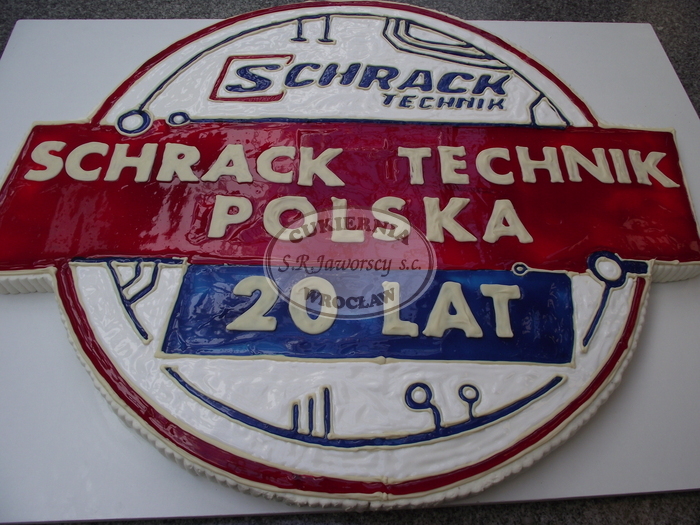 SCHRACK
TECHNIK
SCHRACK TECHNIK
POLSKA
CUKIERNIA
S.R.Jaworscy s.c.
WROCŁAW
20 LAT